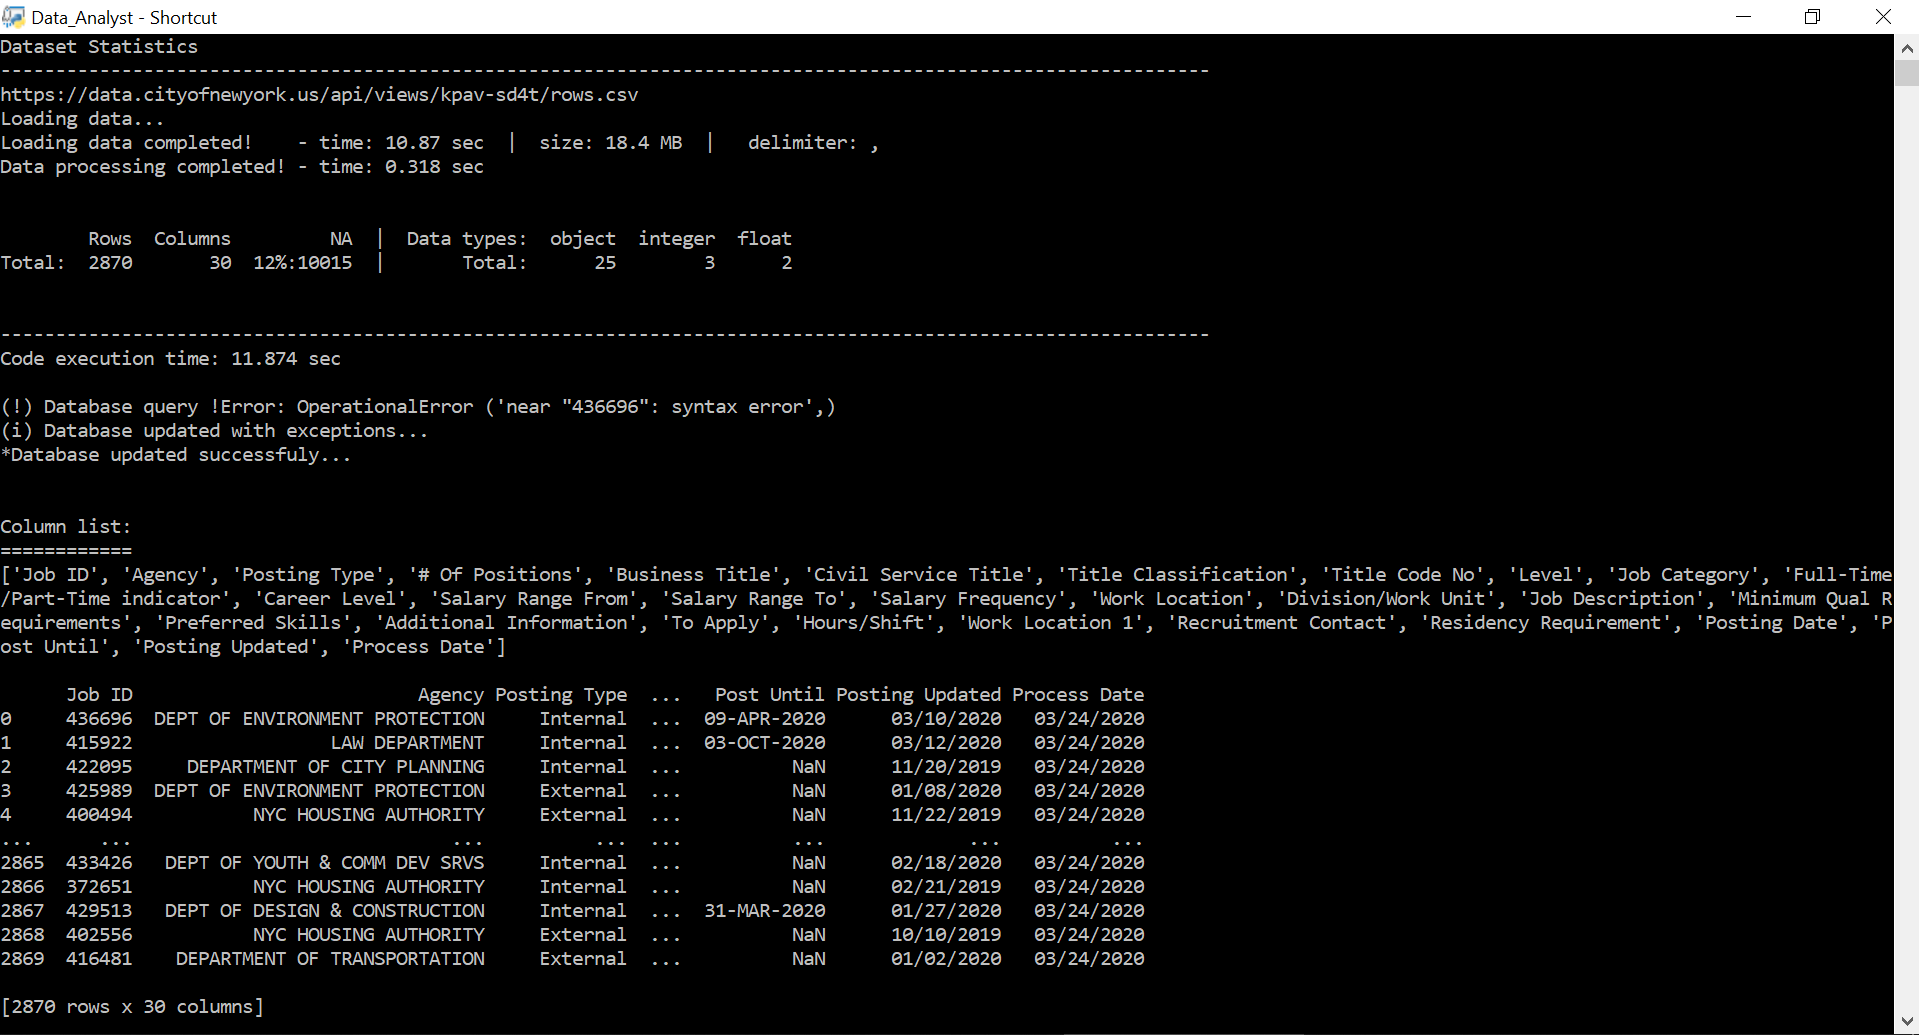 Data_Analyst - Shortcut
Dataset Statistics
--------------------------------------------------------------------------------------------------------------
https://data.cityofnewyork.us/api/views/kpav-sd4t/rows.csv
Loading data...
Loading data completed!    - time: 10.87 sec  |  size: 18.4 MB  |   delimiter: ,
Data processing completed! - time: 0.318 sec
        Rows  Columns         NA  |  Data types:  object  integer  float
Total:  2870       30  12%:10015  |       Total:      25        3      2
--------------------------------------------------------------------------------------------------------------
Code execution time: 11.874 sec
(!) Database query !Error: OperationalError ('near "436696": syntax error',)
(i) Database updated with exceptions...
*Database updated successfuly...
Column list:
============
['Job ID', 'Agency', 'Posting Type', '# Of Positions', 'Business Title', 'Civil Service Title', 'Title Classification', 'Title Code No', 'Level', 'Job Category', 'Full-Time
/Part-Time indicator', 'Career Level', 'Salary Range From', 'Salary Range To', 'Salary Frequency', 'Work Location', 'Division/Work Unit', 'Job Description', 'Minimum Qual R
equirements', 'Preferred Skills', 'Additional Information', 'To Apply', 'Hours/Shift', 'Work Location 1', 'Recruitment Contact', 'Residency Requirement', 'Posting Date', 'P
ost Until', 'Posting Updated', 'Process Date']
      Job ID                          Agency Posting Type  ...   Post Until Posting Updated Process Date
0     436696  DEPT OF ENVIRONMENT PROTECTION     Internal  ...  09-APR-2020      03/10/2020   03/24/2020
1     415922                  LAW DEPARTMENT     Internal  ...  03-OCT-2020      03/12/2020   03/24/2020
2     422095     DEPARTMENT OF CITY PLANNING     Internal  ...          NaN      11/20/2019   03/24/2020
3     425989  DEPT OF ENVIRONMENT PROTECTION     External  ...          NaN      01/08/2020   03/24/2020
4     400494           NYC HOUSING AUTHORITY     External  ...          NaN      11/22/2019   03/24/2020
...      ...                             ...          ...  ...          ...             ...          ...
2865  433426   DEPT OF YOUTH & COMM DEV SRVS     Internal  ...          NaN      02/18/2020   03/24/2020
2866  372651           NYC HOUSING AUTHORITY     Internal  ...          NaN      02/21/2019   03/24/2020
2867  429513   DEPT OF DESIGN & CONSTRUCTION     Internal  ...  31-MAR-2020      01/27/2020   03/24/2020
2868  402556           NYC HOUSING AUTHORITY     External  ...          NaN      10/10/2019   03/24/2020
2869  416481    DEPARTMENT OF TRANSPORTATION     External  ...          NaN      01/02/2020   03/24/2020
[2870 rows x 30 columns]